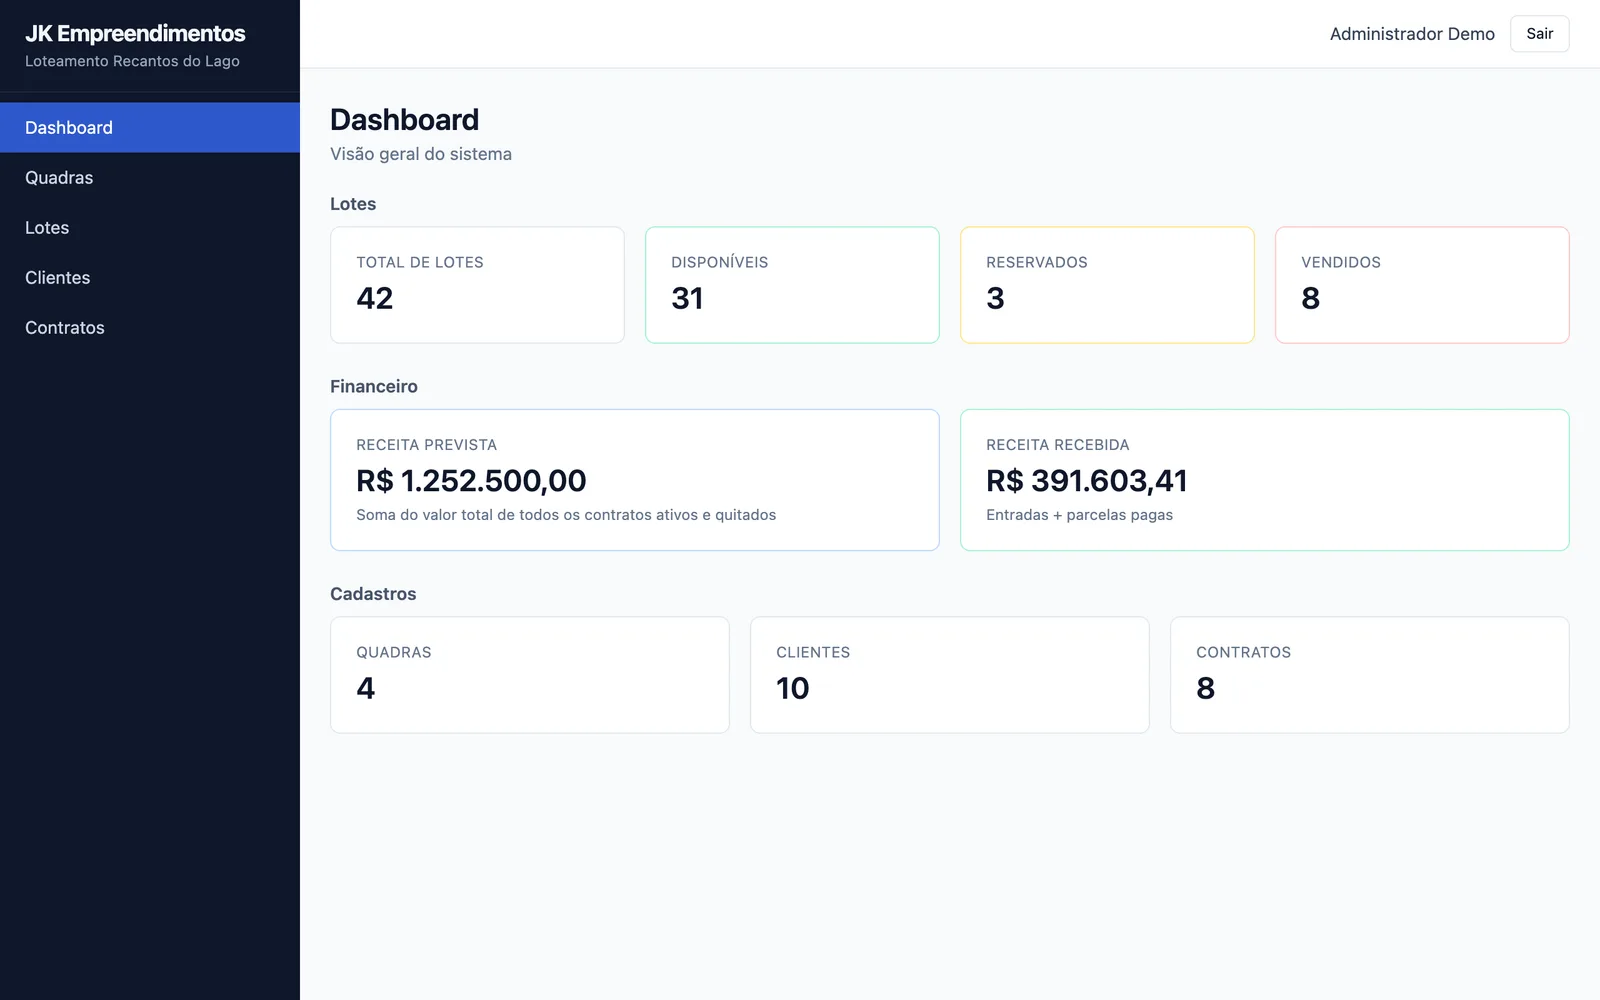 JK Empreendimentos
Loteamento Recantos do Lago
Dashboard
Quadras
Lotes
Clientes
Contratos
Administrador Demo
Sair
Dashboard
Visão geral do sistema
Lotes
TOTAL DE LOTES
42
DISPONÍVEIS
31
RESERVADOS
3
VENDIDOS
8
Financeiro
RECEITA PREVISTA
R$ 1.252.500,00
Soma do valor total de todos os contratos ativos e quitados
RECEITA RECEBIDA
R$ 391.603,41
Entradas + parcelas pagas
Cadastros
QUADRAS
4
CLIENTES
10
CONTRATOS
8